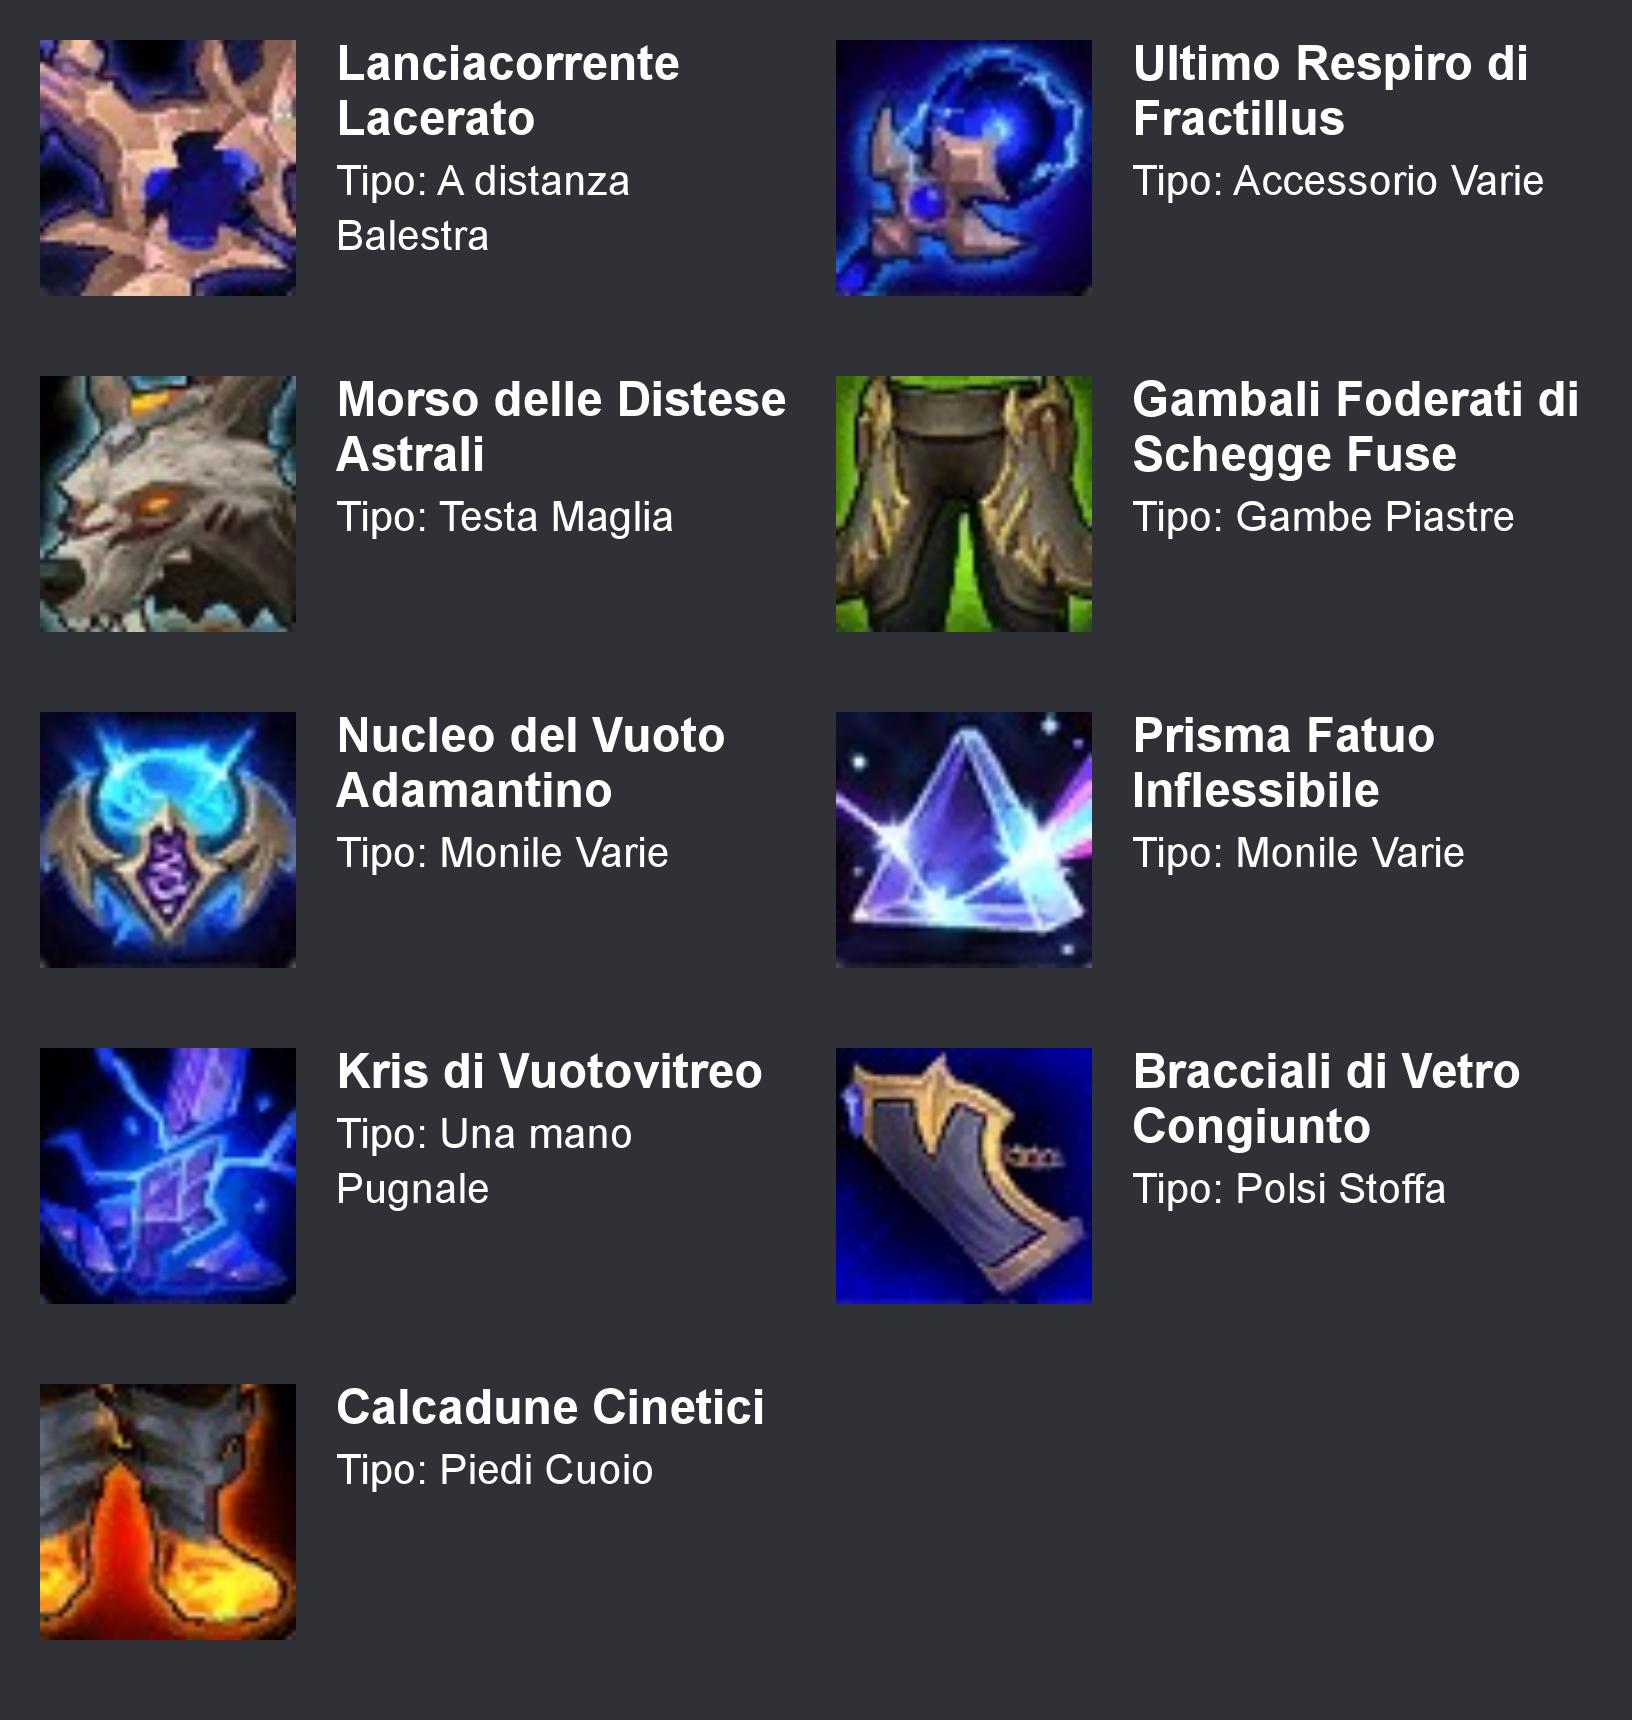 Lanciacorrente
Lacerato
Tipo: A distanza
Balestra
Ultimo Respiro di
Fractillus
Tipo: Accessorio Varie
Morso delle Distese
Astrali
Tipo: Testa Maglia
Gambali Foderati di
Schegge Fuse
Tipo: Gambe Piastre
Nucleo del Vuoto
Adamantino
Tipo: Monile Varie
Prisma Fatuo
Inflessibile
Tipo: Monile Varie
Kris di Vuotovitreo
Tipo: Una mano
Pugnale
Bracciali di Vetro
Congiunto
Tipo: Polsi Stoffa
Calcadune Cinetici
Tipo: Piedi Cuoio